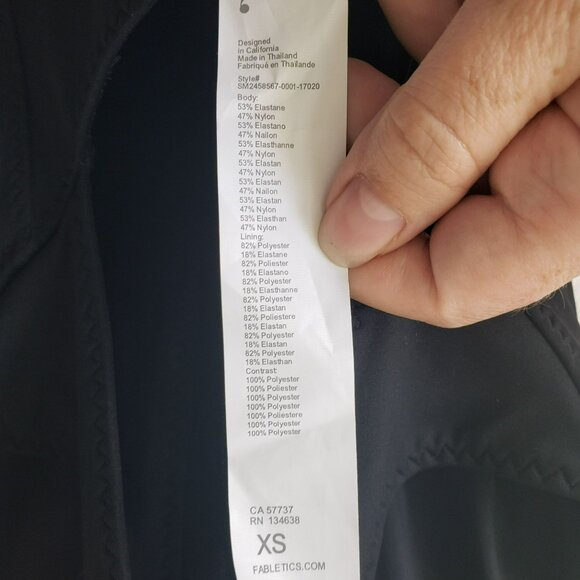 Designed
in California
Made in Thailand
Fabriqué en Thaïlande
Style#
SM2458567-0001-17020
Body:
53% Elastane
47% Nylon
53% Elastano
47% Nailon
53% Elasthanne
47% Nylon
53% Elastan
47% Nylon
53% Elastan
47% Nailon
53% Elastan
47% Nylon
53% Elasthan
47% Nylon
Lining:
82% Polyester
18% Elastane
82% Poliester
18% Elastano
82% Polyester
18% Elasthanne
82% Polyester
18% Elastan
82% Poliestere
18% Elastan
82% Polyester
18% Elastan
82% Polyester
18% Elasthan
Contrast:
100% Polyester
100% Poliester
100% Polyester
100% Polyester
100% Poliestere
100% Polyester
100% Polyester
CA 57737
RN 134638
XS
FABLETICS.COM